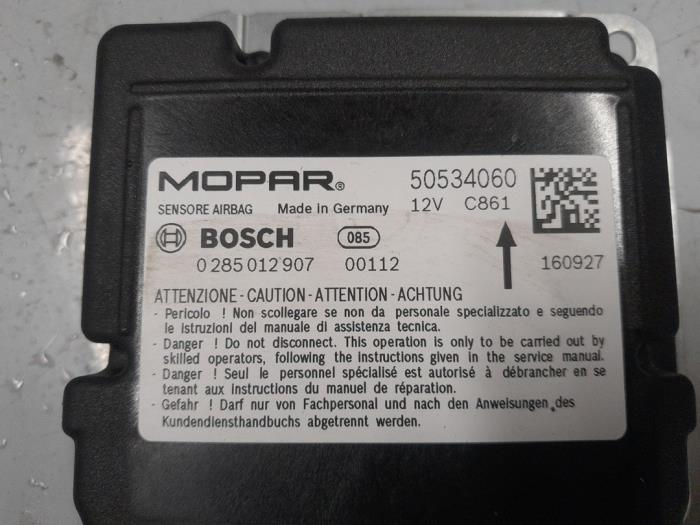 MOPAR® 50534060
SENSORE AIRBAG Made in Germany 12V C861
BOSCH 085
0 285 012 907 00112 160927
ATTENZIONE - CAUTION - ATTENTION - ACHTUNG
- Pericolo ! Non scollegare se non da personale specializzato e seguendo
le istruzioni del manuale di assistenza tecnica.
- Danger ! Do not disconnect. This operation is only to be carried out by
skilled operators, following the instructions given in the service manual.
- Danger ! Seul le personnel spécialisé est autorisé à débrancher en se
tenant aux instructions du manuel de réparation.
- Gefahr ! Darf nur von Fachpersonal und nach den Anweisungen des
Kundendiensthandbuchs abgetrennt werden.